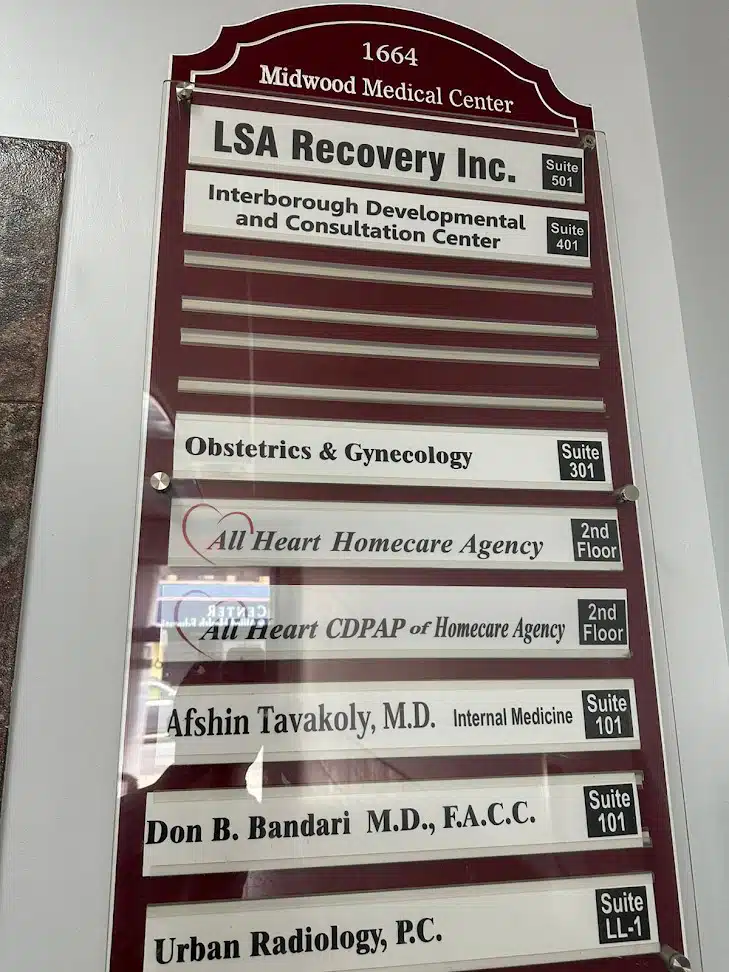 1664
Midwood Medical Center
LSA Recovery Inc.
Suite
501
Interborough Developmental
and Consultation Center
Suite
401
Obstetrics & Gynecology
Suite
301
All Heart Homecare Agency
2nd
Floor
CENTER
All Heart CDPAP of Homecare Agency
2nd
Floor
Afshin Tavakoly, M.D. Internal Medicine
Suite
101
Don B. Bandari M.D., F.A.C.C.
Suite
101
Urban Radiology, P.C.
Suite
LL-1